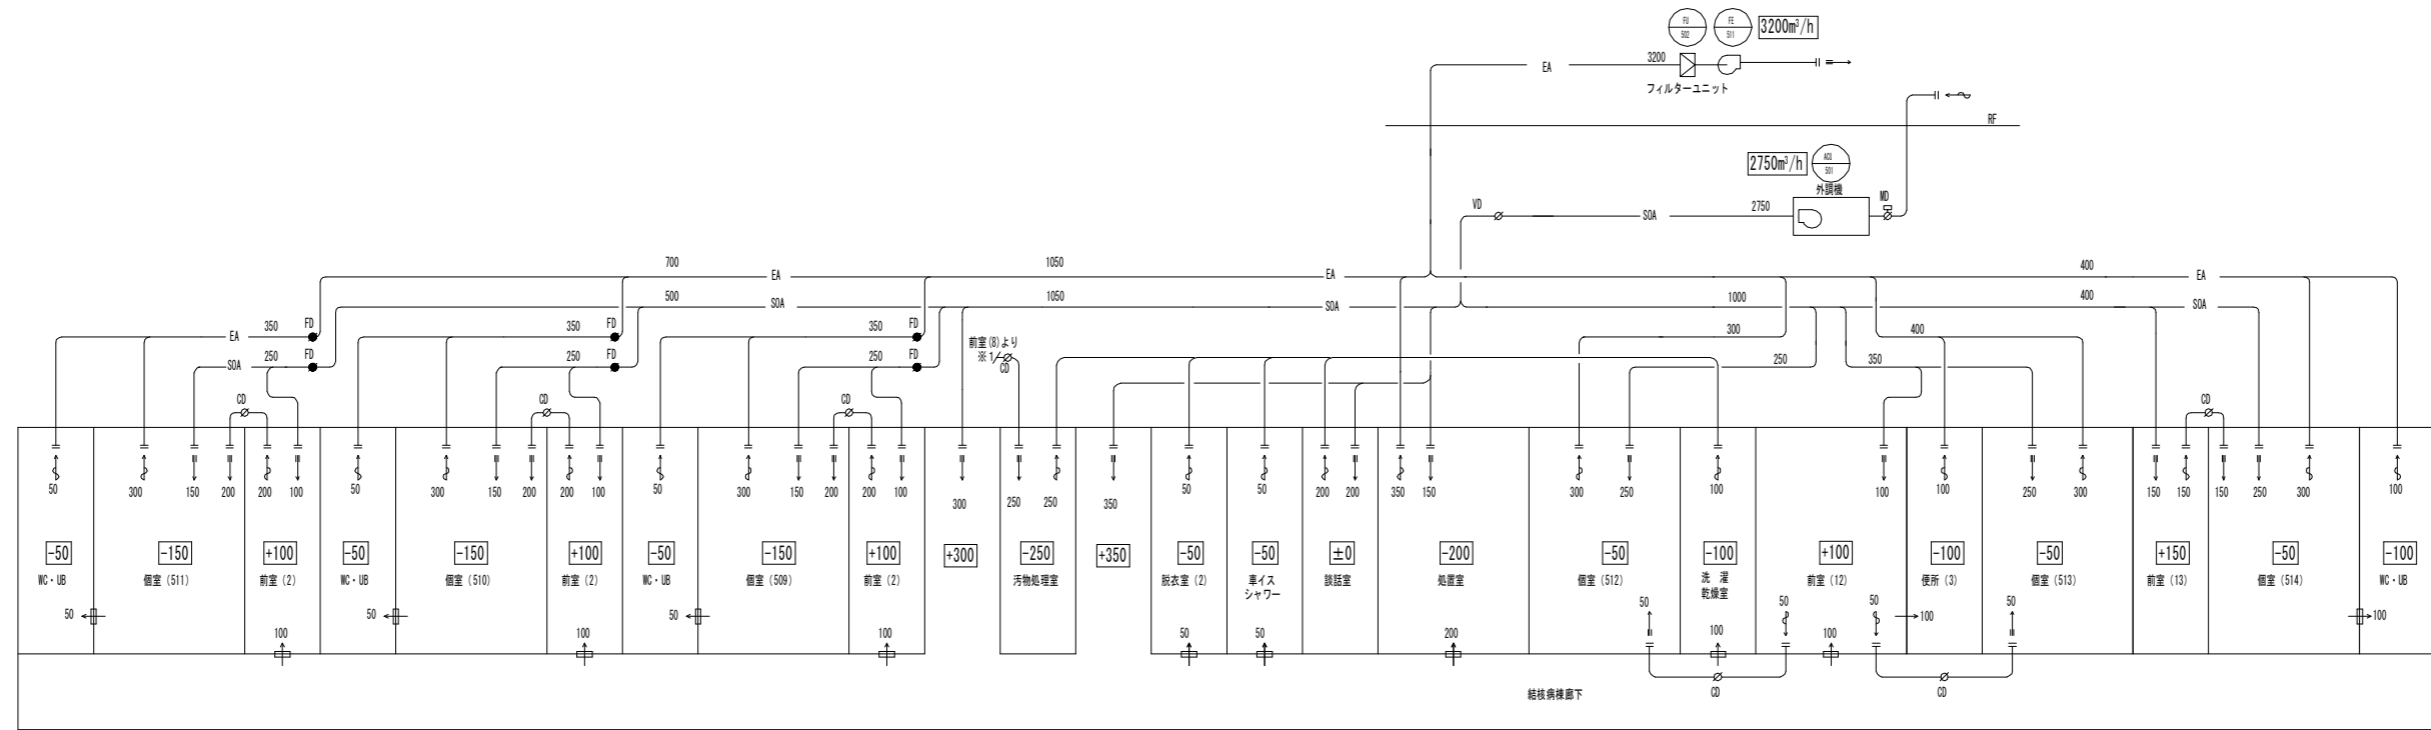 FU
502
FE
511
3200m³/h
EA
3200
フィルターユニット
RF
2750m³/h
ACU
501
外調機
MD
VD
SOA
2750
700
EA
1050
EA
400
EA
500
SOA
1050
SOA
1000
400
SOA
EA
350
FD
350
FD
350
FD
300
400
SOA
250
FD
250
FD
250
FD
前室(8)より
※1
CD
250
350
CD
CD
CD
CD
50
300
150
200
200
100
50
300
150
200
200
100
50
300
150
200
200
100
300
250
250
350
50
50
200
200
350
150
300
250
100
100
100
250
300
150
150
150
250
300
100
-50
-150
+100
-50
-150
+100
-50
-150
+100
+300
-250
+350
-50
-50
±0
-200
-50
-100
+100
-100
-50
+150
-50
-100
WC・UB
個室(511)
前室(2)
WC・UB
個室(510)
前室(2)
WC・UB
個室(509)
前室(2)
汚物処理室
脱衣室(2)
車イス
シャワー
談話室
処置室
個室(512)
洗 濯
乾燥室
前室(12)
便所(3)
個室(513)
前室(13)
個室(514)
WC・UB
50
50
50
50
50
50
50
100
100
100
100
100
50
50
200
100
100
CD
CD
結核病棟廊下